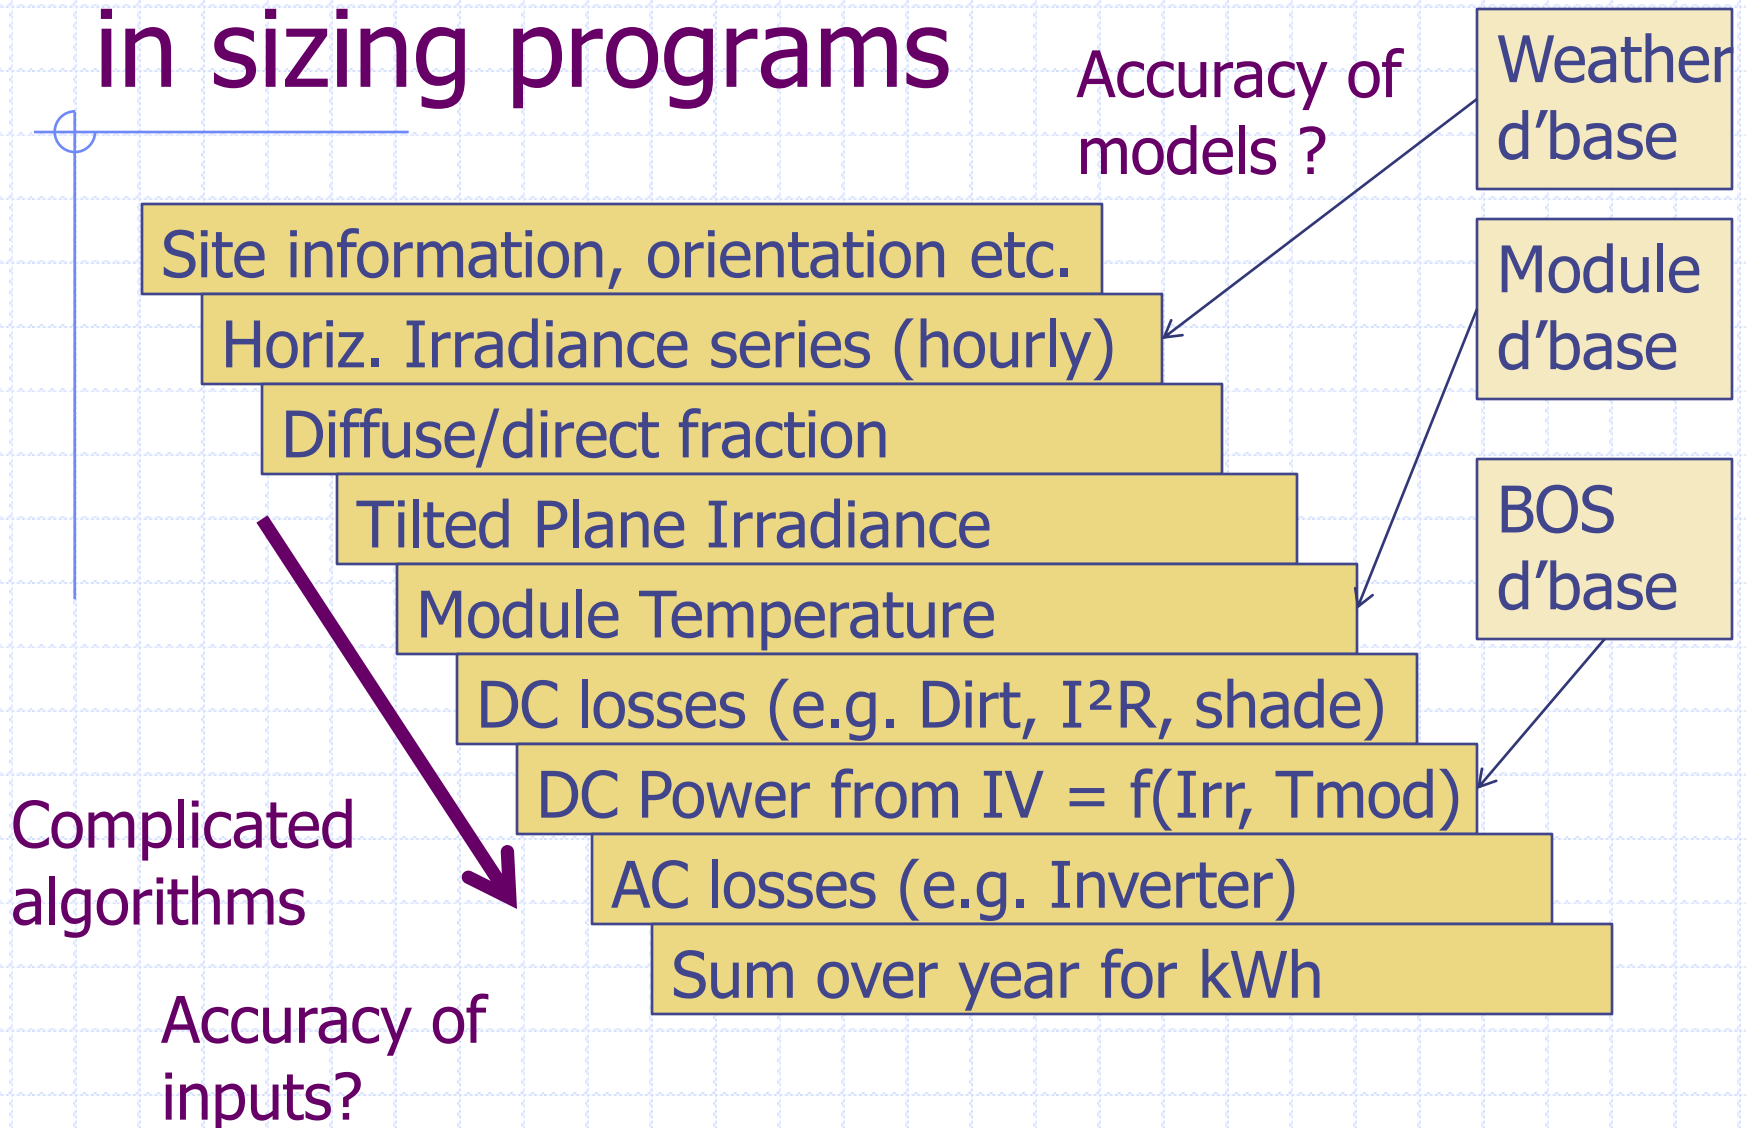 in sizing programs
Accuracy of
models ?
Weather
d’base
Site information, orientation etc.
Horiz. Irradiance series (hourly)
Module
d’base
Diffuse/direct fraction
Tilted Plane Irradiance
BOS
d’base
Module Temperature
DC losses (e.g. Dirt, I²R, shade)
DC Power from IV = f(Irr, Tmod)
Complicated
algorithms
AC losses (e.g. Inverter)
Sum over year for kWh
Accuracy of
inputs?